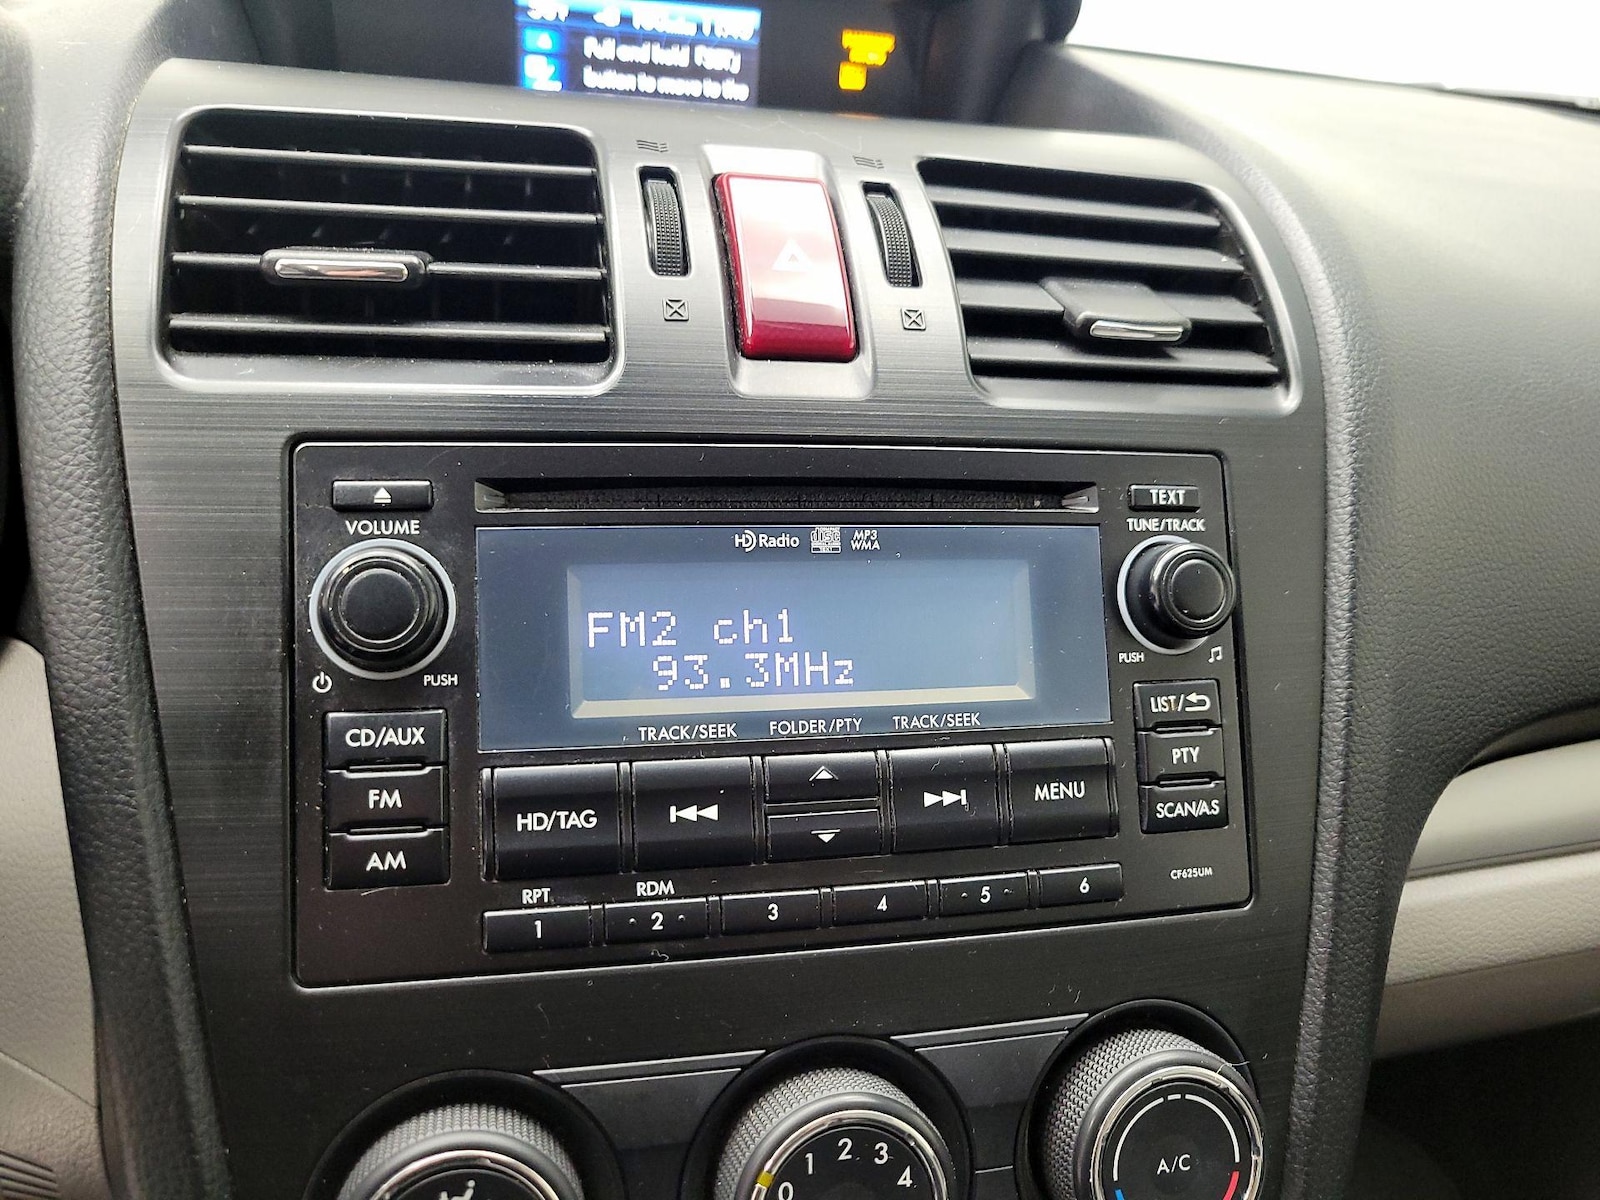 Pull and hold
button to move to the
TEXT
VOLUME
TUNE/TRACK
HD Radio
disc
TEXT
MP3
WMA
FM2 ch1
93.3MHz
PUSH
PUSH
TRACK/SEEK
FOLDER/PTY
TRACK/SEEK
CD/AUX
FM
AM
HD/TAG
MENU
LIST/
PTY
SCAN/A.S
CF625UM
RPT
RDM
1
2
3
4
5
6
0
1
2
3
4
A/C